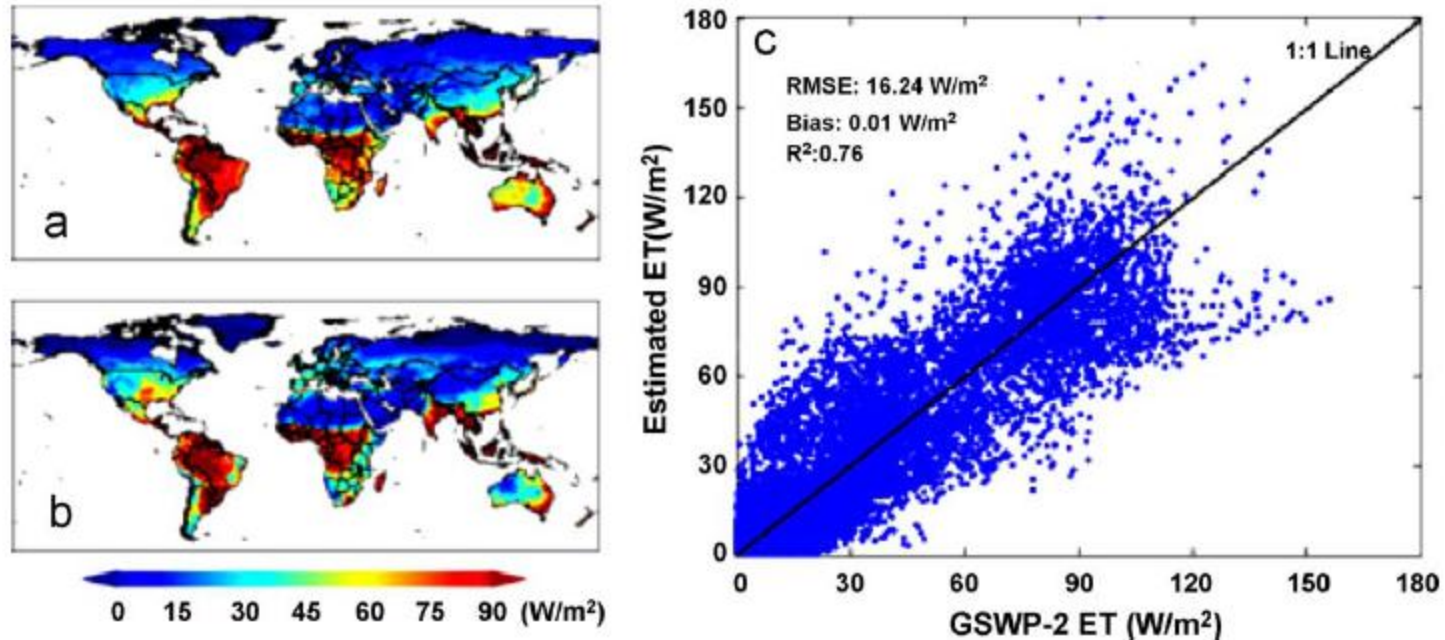 a
b
0 15 30 45 60 75 90 (W/m²)
c
1:1 Line
RMSE: 16.24 W/m²
Bias: 0.01 W/m²
R²:0.76
Estimated ET(W/m²)
180
150
120
90
60
30
0
0 30 60 90 120 150 180
GSWP-2 ET (W/m²)